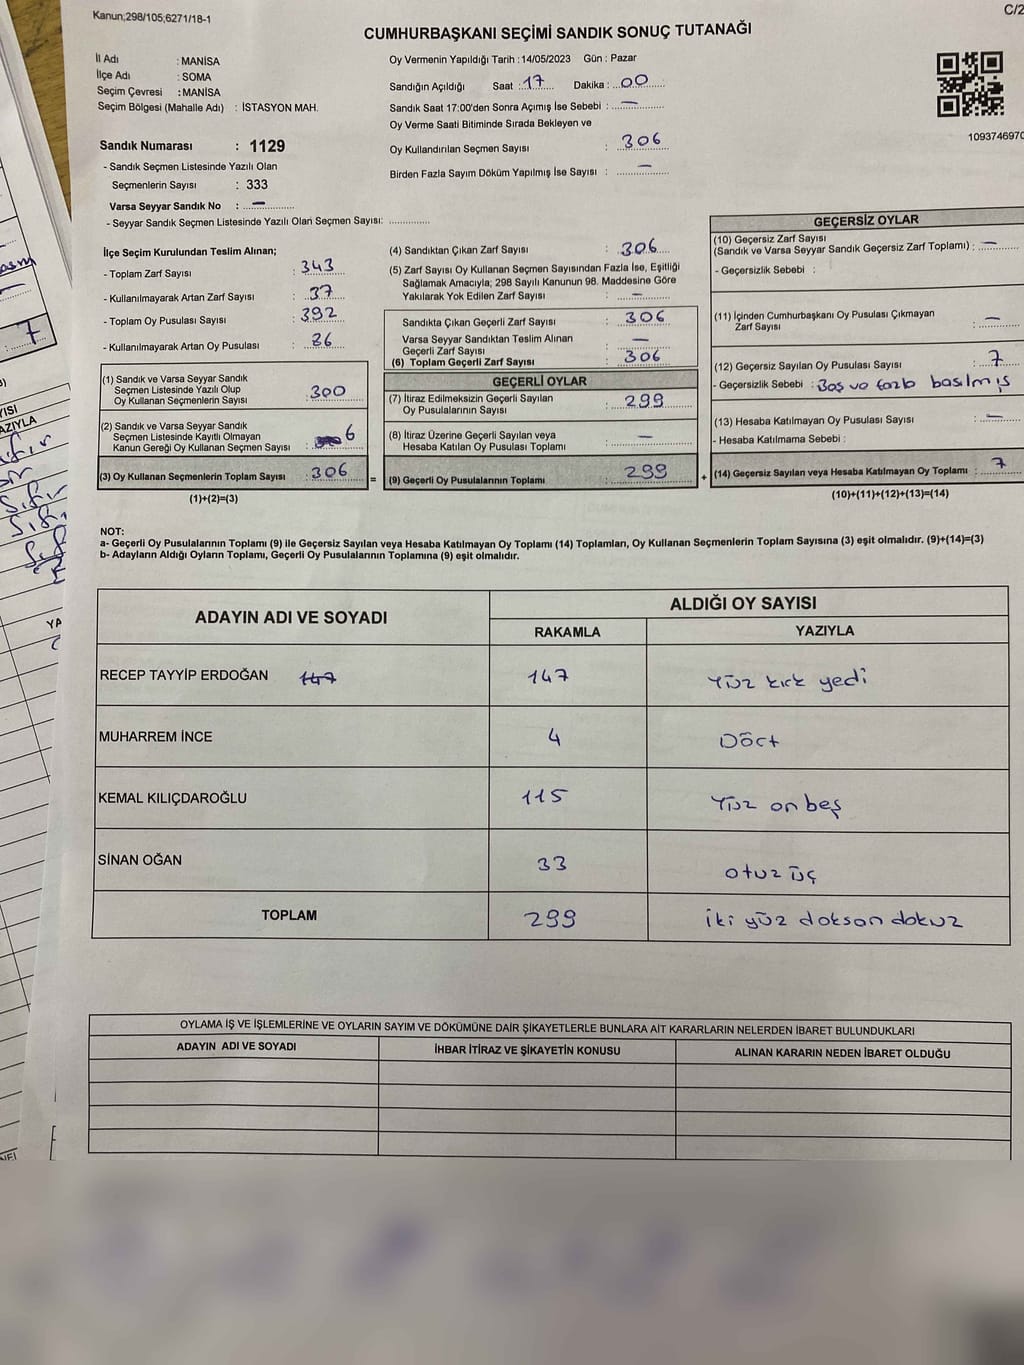 Kanun;298/105;6271/18-1
C/2
CUMHURBAŞKANI SEÇİMİ SANDIK SONUÇ TUTANAĞI
İl Adı : MANİSA
İlçe Adı : SOMA
Seçim Çevresi : MANİSA
Seçim Bölgesi (Mahalle Adı) : İSTASYON MAH.
Oy Vermenin Yapıldığı Tarih : 14/05/2023 Gün : Pazar
Sandığın Açıldığı Saat : 17 Dakika : 00
Sandık Saat 17:00'den Sonra Açımış İse Sebebi : —
Oy Verme Saati Bitiminde Sırada Bekleyen ve
Oy Kullandırılan Seçmen Sayısı : 306
Birden Fazla Sayım Döküm Yapılmış İse Sayısı : —
1093746970
Sandık Numarası : 1129
- Sandık Seçmen Listesinde Yazılı Olan
Seçmenlerin Sayısı : 333
Varsa Seyyar Sandık No : —
- Seyyar Sandık Seçmen Listesinde Yazılı Olan Seçmen Sayısı:
İlçe Seçim Kurulundan Teslim Alınan;
- Toplam Zarf Sayısı : 343
- Kullanılmayarak Artan Zarf Sayısı : 37
- Toplam Oy Pusulası Sayısı : 392
- Kullanılmayarak Artan Oy Pusulası : 86
(1) Sandık ve Varsa Seyyar Sandık
Seçmen Listesinde Yazılı Olup
Oy Kullanan Seçmenlerin Sayısı : 300
(2) Sandık ve Varsa Seyyar Sandık
Seçmen Listesinde Kayıtlı Olmayan
Kanun Gereği Oy Kullanan Seçmen Sayısı : 6
(3) Oy Kullanan Seçmenlerin Toplam Sayısı : 306 =
(1)+(2)=(3)
(4) Sandıktan Çıkan Zarf Sayısı : 306
(5) Zarf Sayısı Oy Kullanan Seçmen Sayısından Fazla İse, Eşitliği
Sağlamak Amacıyla; 298 Sayılı Kanunun 98. Maddesine Göre
Yakılarak Yok Edilen Zarf Sayısı : —
Sandıkta Çıkan Geçerli Zarf Sayısı : 306
Varsa Seyyar Sandıktan Teslim Alınan
Geçerli Zarf Sayısı : —
(6) Toplam Geçerli Zarf Sayısı : 306
GEÇERLİ OYLAR
(7) İtiraz Edilmeksizin Geçerli Sayılan
Oy Pusulalarının Sayısı : 299
(8) İtiraz Üzerine Geçerli Sayılan veya
Hesaba Katılan Oy Pusulası Toplamı : —
(9) Geçerli Oy Pusulalarının Toplamı : 299 +
GEÇERSİZ OYLAR
(10) Geçersiz Zarf Sayısı
(Sandık ve Varsa Seyyar Sandık Geçersiz Zarf Toplamı) : —
- Geçersizlik Sebebi :
(11) İçinden Cumhurbaşkanı Oy Pusulası Çıkmayan
Zarf Sayısı : —
(12) Geçersiz Sayılan Oy Pusulası Sayısı : 7
- Geçersizlik Sebebi : Boş ve fazla basılmış
(13) Hesaba Katılmayan Oy Pusulası Sayısı : —
- Hesaba Katılmama Sebebi :
(14) Geçersiz Sayılan veya Hesaba Katılmayan Oy Toplamı : 7
(10)+(11)+(12)+(13)=(14)
NOT:
a- Geçerli Oy Pusulalarının Toplamı (9) ile Geçersiz Sayılan veya Hesaba Katılmayan Oy Toplamı (14) Toplamları, Oy Kullanan Seçmenlerin Toplam Sayısına (3) eşit olmalıdır. (9)+(14)=(3)
b- Adayların Aldığı Oyların Toplamı, Geçerli Oy Pusulalarının Toplamına (9) eşit olmalıdır.
ADAYIN ADI VE SOYADI ALDIĞI OY SAYISI
RAKAMLA YAZIYLA
RECEP TAYYİP ERDOĞAN 147 147 Yüz kırk yedi
MUHARREM İNCE 4 Dört
KEMAL KILIÇDAROĞLU 115 Yüz on beş
SİNAN OĞAN 33 otuz üç
TOPLAM 299 iki yüz doksan dokuz
OYLAMA İŞ VE İŞLEMLERİNE VE OYLARIN SAYIM VE DÖKÜMÜNE DAİR ŞİKAYETLERLE BUNLARA AİT KARARLARIN NELERDEN İBARET BULUNDUKLARI
ADAYIN ADI VE SOYADI İHBAR İTİRAZ VE ŞİKAYETİN KONUSU ALINAN KARARIN NEDEN İBARET OLDUĞU